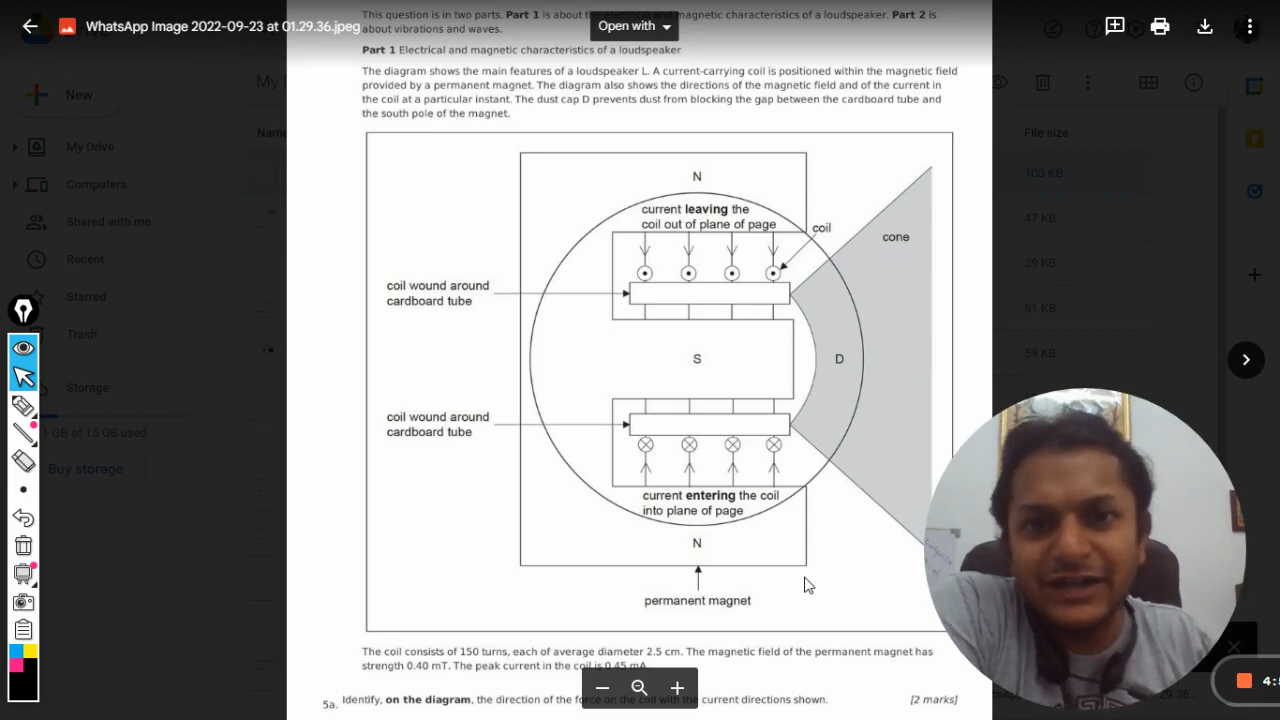 WhatsApp Image 2022-09-23 at 01.29.36.jpeg
Open with
New
My Drive
Computers
Shared with me
Recent
Starred
Trash
Storage
GB of 15 GB used
Buy storage
File size
100 KB
47 KB
39 KB
51 KB
59 KB
This question is in two parts. Part 1 is about the electrical and magnetic characteristics of a loudspeaker. Part 2 is
about vibrations and waves.
Part 1 Electrical and magnetic characteristics of a loudspeaker
The diagram shows the main features of a loudspeaker L. A current-carrying coil is positioned within the magnetic field
provided by a permanent magnet. The diagram also shows the directions of the magnetic field and of the current in
the coil at a particular instant. The dust cap D prevents dust from blocking the gap between the cardboard tube and
the south pole of the magnet.
N
current leaving the
coil out of plane of page
coil
cone
coil wound around
cardboard tube
S
D
coil wound around
cardboard tube
current entering the coil
into plane of page
N
permanent magnet
The coil consists of 150 turns, each of average diameter 2.5 cm. The magnetic field of the permanent magnet has
strength 0.40 mT. The peak current in the coil is 0.45 mA.
5a. Identify, on the diagram, the direction of the force on the coil with the current directions shown. [2 marks]